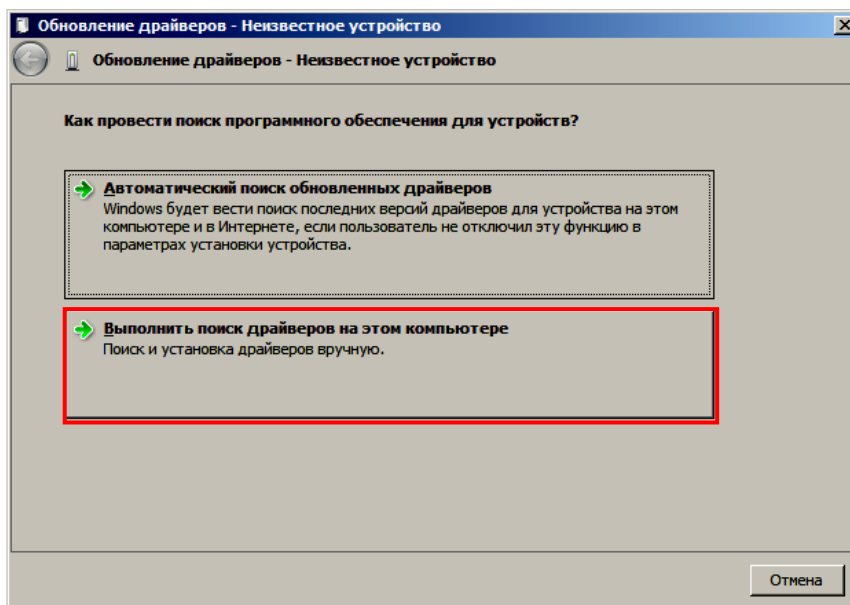 Обновление драйверов - Неизвестное устройство
Обновление драйверов - Неизвестное устройство
Как провести поиск программного обеспечения для устройств?
Автоматический поиск обновленных драйверов
Windows будет вести поиск последних версий драйверов для устройства на этом
компьютере и в Интернете, если пользователь не отключил эту функцию в
параметрах установки устройства.
Выполнить поиск драйверов на этом компьютере
Поиск и установка драйверов вручную.
Отмена